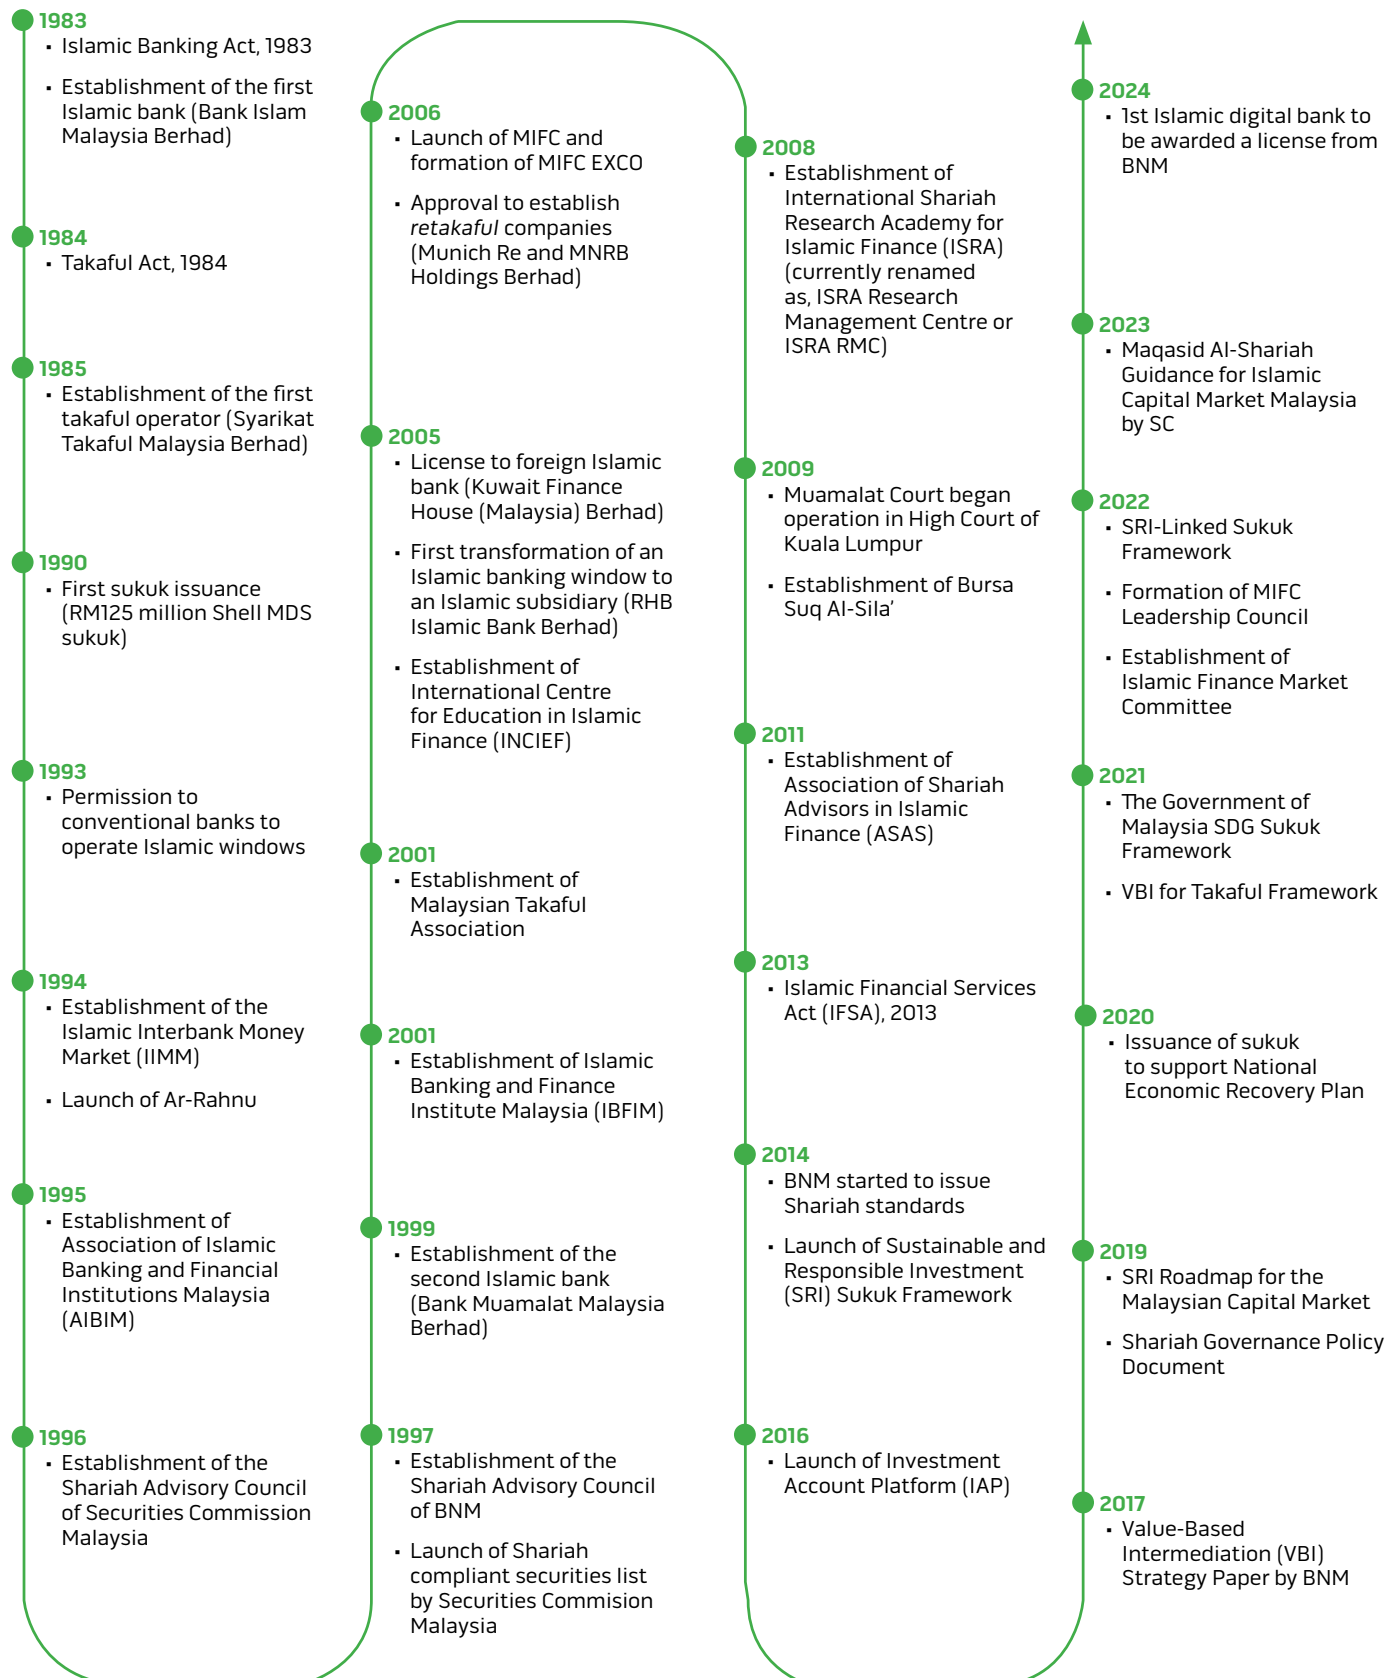 1983
▪ Islamic Banking Act, 1983
▪ Establishment of the first
Islamic bank (Bank Islam
Malaysia Berhad)
1984
▪ Takaful Act, 1984
1985
▪ Establishment of the first
takaful operator (Syarikat
Takaful Malaysia Berhad)
1990
▪ First sukuk issuance
(RM125 million Shell MDS
sukuk)
1993
▪ Permission to
conventional banks to
operate Islamic windows
1994
▪ Establishment of the
Islamic Interbank Money
Market (IIMM)
▪ Launch of Ar-Rahnu
1995
▪ Establishment of
Association of Islamic
Banking and Financial
Institutions Malaysia
(AIBIM)
1996
▪ Establishment of the
Shariah Advisory Council
of Securities Commission
Malaysia
1997
▪ Establishment of the
Shariah Advisory Council
of BNM
▪ Launch of Shariah
compliant securities list
by Securities Commision
Malaysia
1999
▪ Establishment of the
second Islamic bank
(Bank Muamalat Malaysia
Berhad)
2001
▪ Establishment of Islamic
Banking and Finance
Institute Malaysia (IBFIM)
2001
▪ Establishment of
Malaysian Takaful
Association
2005
▪ License to foreign Islamic
bank (Kuwait Finance
House (Malaysia) Berhad)
▪ First transformation of an
Islamic banking window to
an Islamic subsidiary (RHB
Islamic Bank Berhad)
▪ Establishment of
International Centre
for Education in Islamic
Finance (INCIEF)
2006
▪ Launch of MIFC and
formation of MIFC EXCO
▪ Approval to establish
retakaful companies
(Munich Re and MNRB
Holdings Berhad)
2008
▪ Establishment of
International Shariah
Research Academy for
Islamic Finance (ISRA)
(currently renamed
as, ISRA Research
Management Centre or
ISRA RMC)
2009
▪ Muamalat Court began
operation in High Court of
Kuala Lumpur
▪ Establishment of Bursa
Suq Al-Sila’
2011
▪ Establishment of
Association of Shariah
Advisors in Islamic
Finance (ASAS)
2013
▪ Islamic Financial Services
Act (IFSA), 2013
2014
▪ BNM started to issue
Shariah standards
▪ Launch of Sustainable and
Responsible Investment
(SRI) Sukuk Framework
2016
▪ Launch of Investment
Account Platform (IAP)
2017
▪ Value-Based
Intermediation (VBI)
Strategy Paper by BNM
2019
▪ SRI Roadmap for the
Malaysian Capital Market
▪ Shariah Governance Policy
Document
2020
▪ Issuance of sukuk
to support National
Economic Recovery Plan
2021
▪ The Government of
Malaysia SDG Sukuk
Framework
▪ VBI for Takaful Framework
2022
▪ SRI-Linked Sukuk
Framework
▪ Formation of MIFC
Leadership Council
▪ Establishment of
Islamic Finance Market
Committee
2023
▪ Maqasid Al-Shariah
Guidance for Islamic
Capital Market Malaysia
by SC
2024
▪ 1st Islamic digital bank to
be awarded a license from
BNM